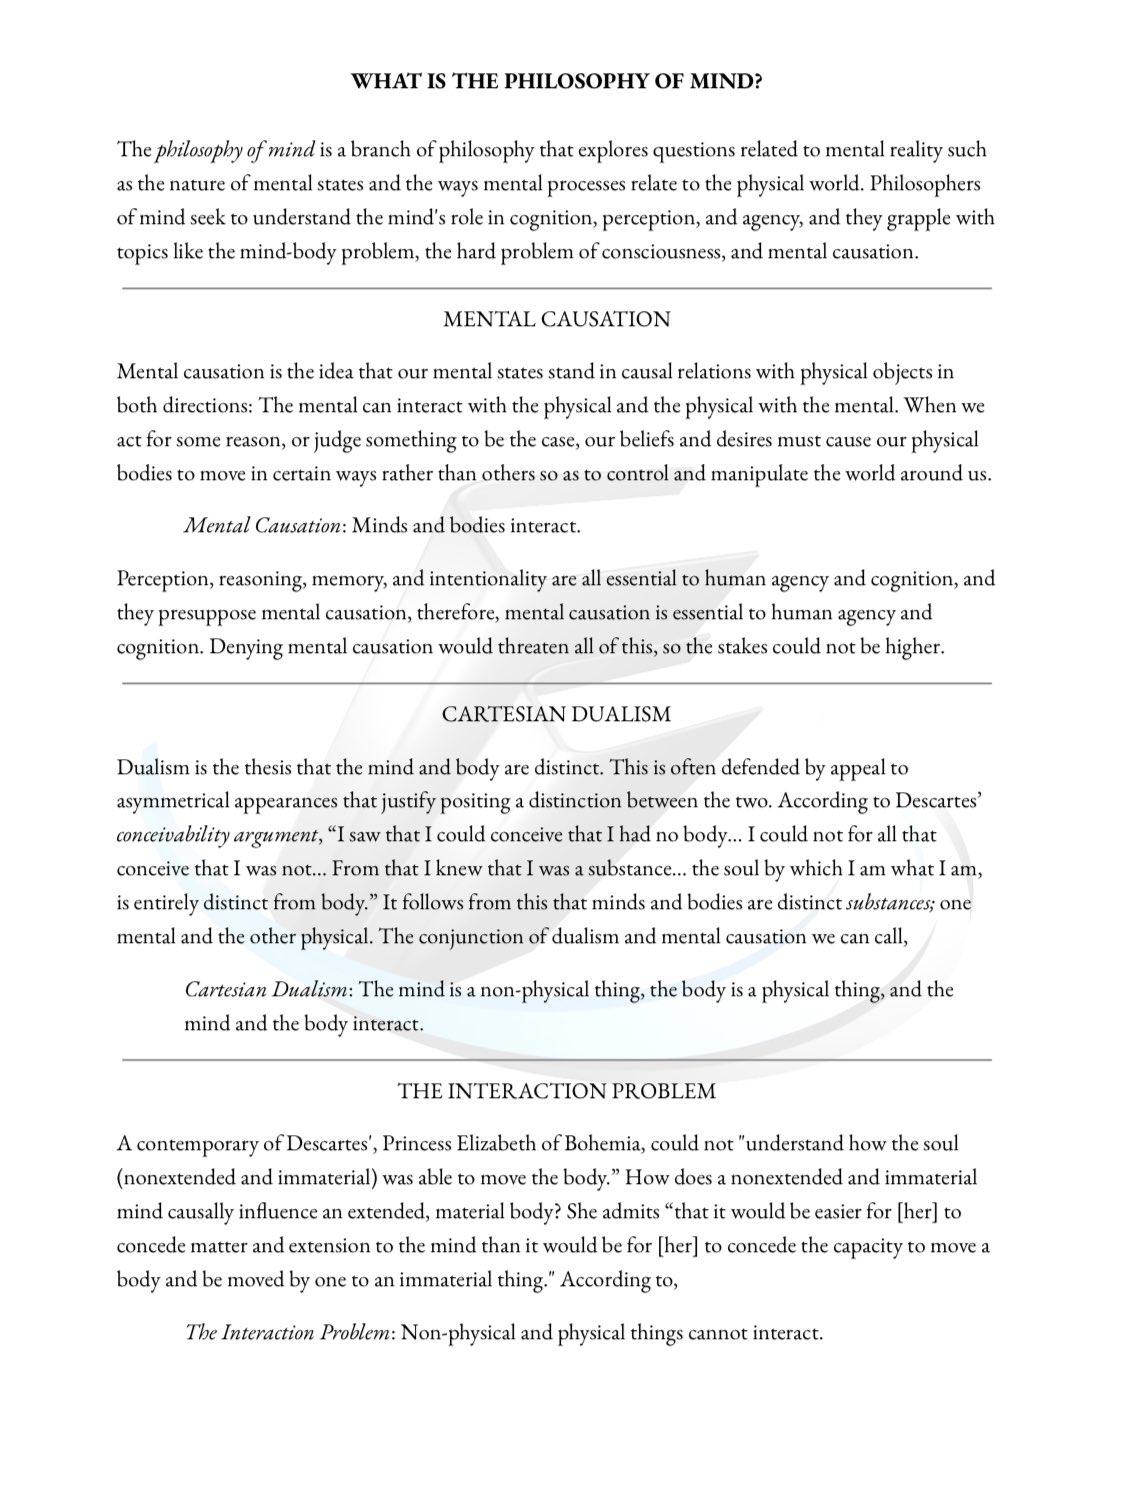 WHAT IS THE PHILOSOPHY OF MIND?
The philosophy of mind is a branch of philosophy that explores questions related to mental reality such
as the nature of mental states and the ways mental processes relate to the physical world. Philosophers
of mind seek to understand the mind's role in cognition, perception, and agency, and they grapple with
topics like the mind-body problem, the hard problem of consciousness, and mental causation.
MENTAL CAUSATION
Mental causation is the idea that our mental states stand in causal relations with physical objects in
both directions: The mental can interact with the physical and the physical with the mental. When we
act for some reason, or judge something to be the case, our beliefs and desires must cause our physical
bodies to move in certain ways rather than others so as to control and manipulate the world around us.
Mental Causation: Minds and bodies interact.
Perception, reasoning, memory, and intentionality are all essential to human agency and cognition, and
they presuppose mental causation, therefore, mental causation is essential to human agency and
cognition. Denying mental causation would threaten all of this, so the stakes could not be higher.
CARTESIAN DUALISM
Dualism is the thesis that the mind and body are distinct. This is often defended by appeal to
asymmetrical appearances that justify positing a distinction between the two. According to Descartes’
conceivability argument, “I saw that I could conceive that I had no body... I could not for all that
conceive that I was not... From that I knew that I was a substance... the soul by which I am what I am,
is entirely distinct from body.” It follows from this that minds and bodies are distinct substances; one
mental and the other physical. The conjunction of dualism and mental causation we can call,
Cartesian Dualism: The mind is a non-physical thing, the body is a physical thing, and the
mind and the body interact.
THE INTERACTION PROBLEM
A contemporary of Descartes', Princess Elizabeth of Bohemia, could not "understand how the soul
(nonextended and immaterial) was able to move the body.” How does a nonextended and immaterial
mind causally influence an extended, material body? She admits “that it would be easier for [her] to
concede matter and extension to the mind than it would be for [her] to concede the capacity to move a
body and be moved by one to an immaterial thing." According to,
The Interaction Problem: Non-physical and physical things cannot interact.